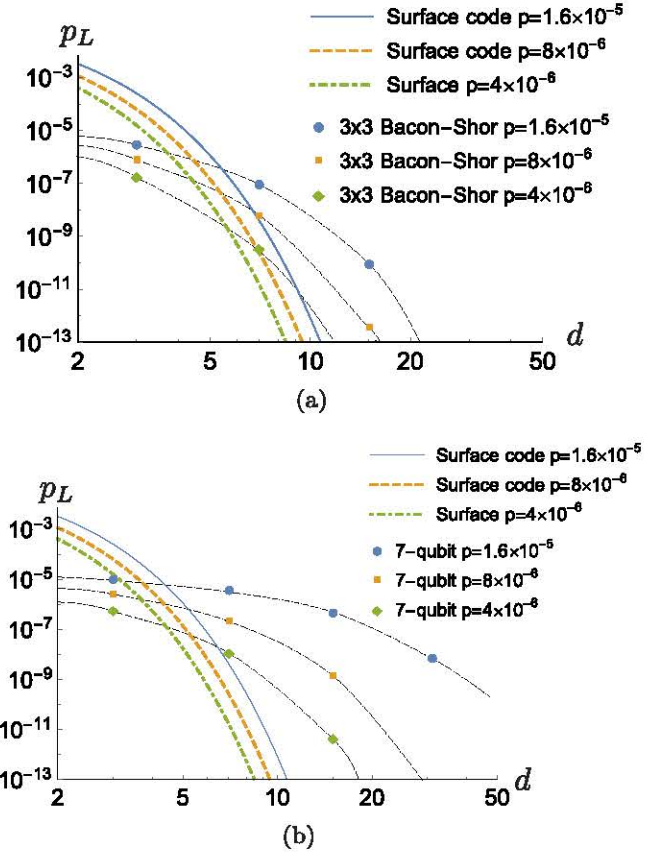 p_L
Surface code p=1.6×10⁻⁵
Surface code p=8×10⁻⁶
Surface p=4×10⁻⁶
3x3 Bacon-Shor p=1.6×10⁻⁵
3x3 Bacon-Shor p=8×10⁻⁶
3x3 Bacon-Shor p=4×10⁻⁶
10⁻³
10⁻⁵
10⁻⁷
10⁻⁹
10⁻¹¹
10⁻¹³
2 5 10 20 50
d
(a)
p_L
Surface code p=1.6×10⁻⁵
Surface code p=8×10⁻⁶
Surface p=4×10⁻⁶
7-qubit p=1.6×10⁻⁵
7-qubit p=8×10⁻⁶
7-qubit p=4×10⁻⁶
10⁻³
10⁻⁵
10⁻⁷
10⁻⁹
10⁻¹¹
10⁻¹³
2 5 10 20 50
d
(b)